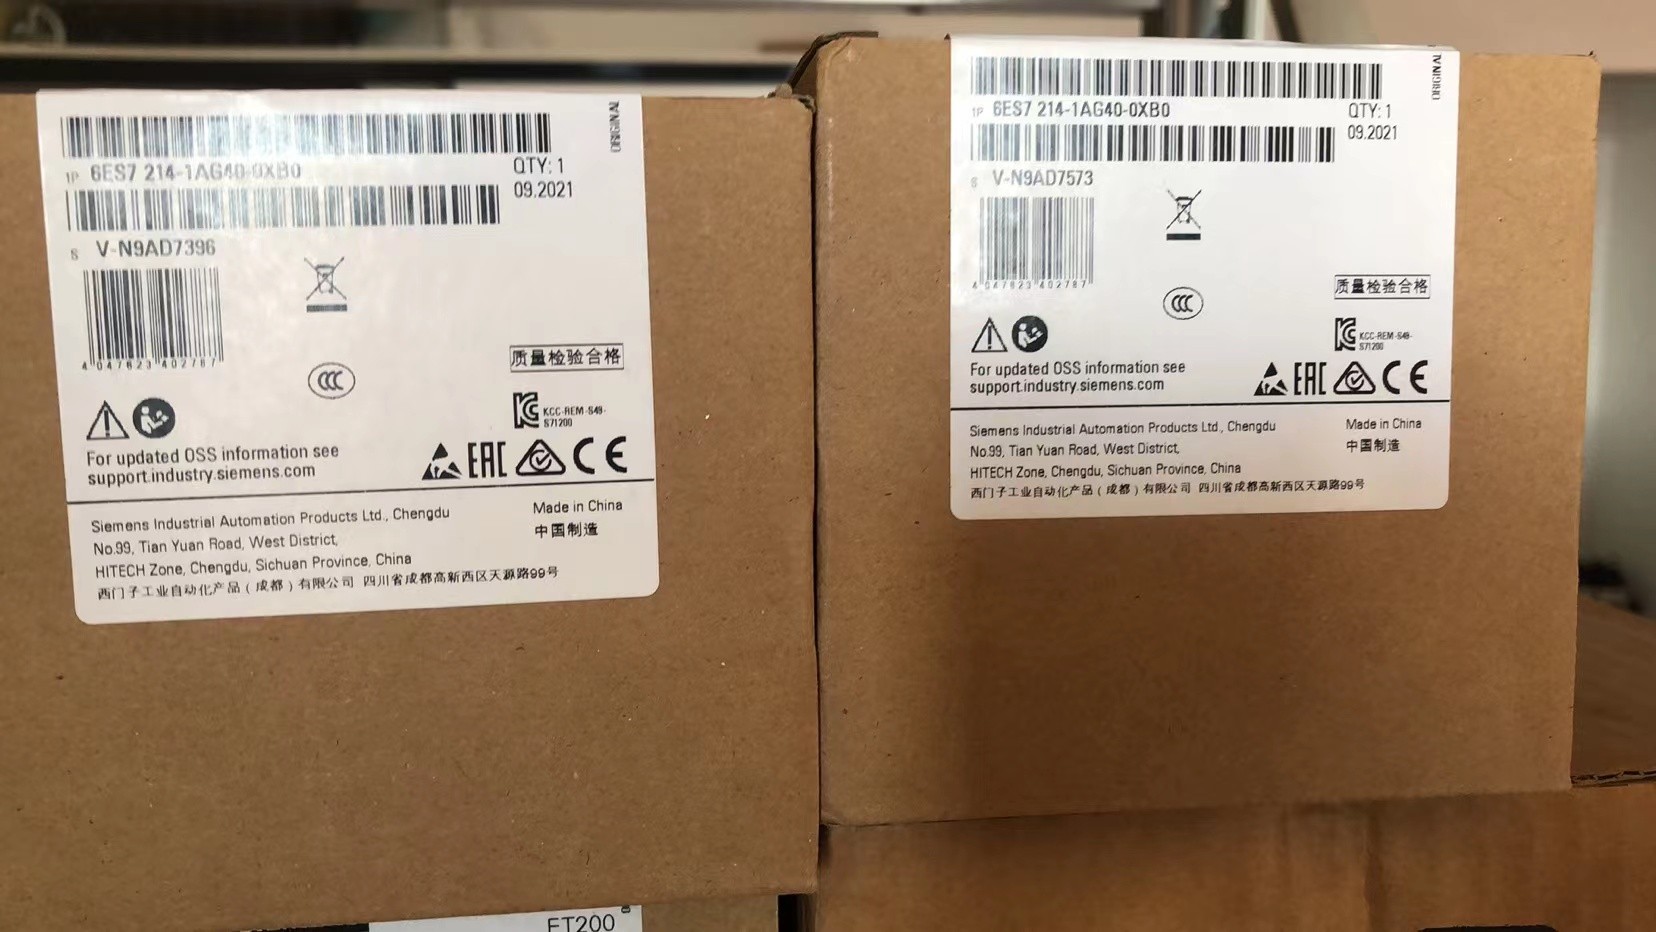 ORIGINAL
1P 6ES7 214-1AG40-0XB0
QTY: 1
09.2021
S V-N9AD7396
4 047623 402787
质量检验合格
CCC
KCC-REM-S49-
S71200
For updated OSS information see
support.industry.siemens.com
EAC
CE
Siemens Industrial Automation Products Ltd., Chengdu
Made in China
No.99, Tian Yuan Road, West District,
中国制造
HITECH Zone, Chengdu, Sichuan Province, China
西门子工业自动化产品（成都）有限公司 四川省成都高新西区天源路99号
ORIGINAL
1P 6ES7 214-1AG40-0XB0
QTY: 1
09.2021
S V-N9AD7573
4 047623 402787
质量检验合格
CCC
KCC-REM-S49-
S71200
For updated OSS information see
support.industry.siemens.com
EAC
CE
Siemens Industrial Automation Products Ltd., Chengdu
Made in China
No.99, Tian Yuan Road, West District,
中国制造
HITECH Zone, Chengdu, Sichuan Province, China
西门子工业自动化产品（成都）有限公司 四川省成都高新西区天源路99号
ET200